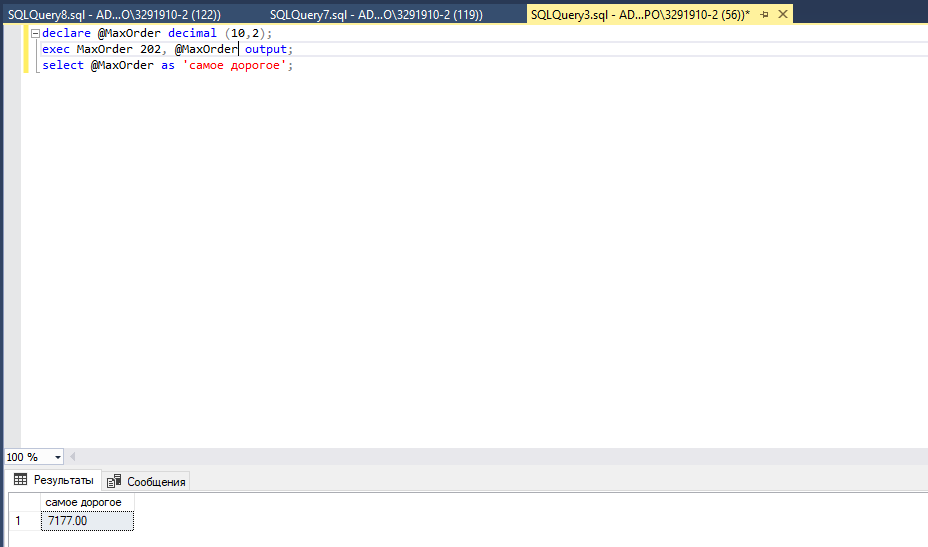 SQLQuery8.sql - AD...O\3291910-2 (122))
SQLQuery7.sql - AD...O\3291910-2 (119))
SQLQuery3.sql - AD...PO\3291910-2 (56))*
declare @MaxOrder decimal (10,2);
exec MaxOrder 202, @MaxOrder output;
select @MaxOrder as 'самое дорогое';
100 %
Результаты
Сообщения
самое дорогое
1 7177.00